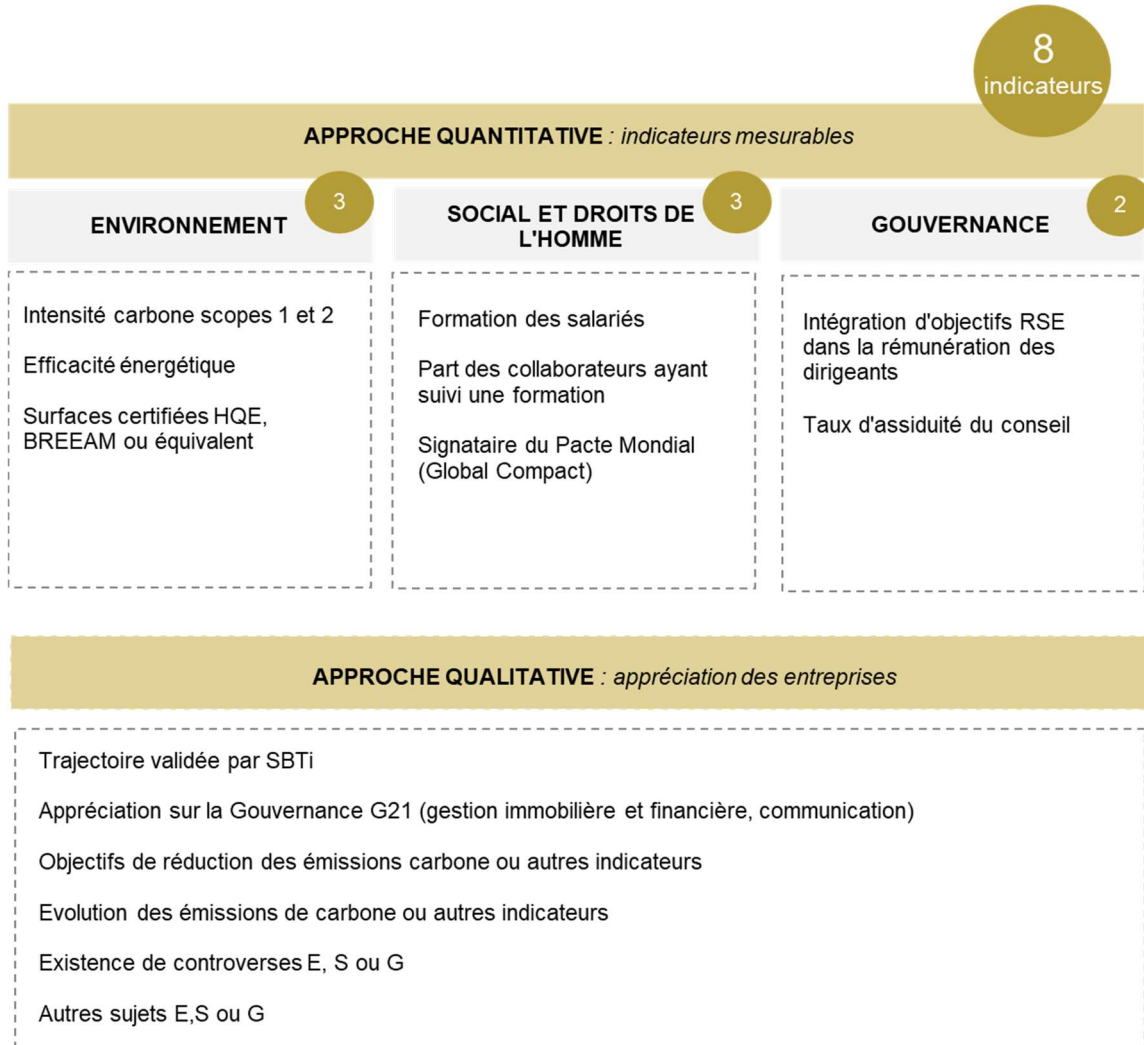 8
indicateurs
APPROCHE QUANTITATIVE : indicateurs mesurables
ENVIRONNEMENT
3
Intensité carbone scopes 1 et 2
Efficacité énergétique
Surfaces certifiées HQE,
BREEAM ou équivalent
SOCIAL ET DROITS DE
L'HOMME
3
Formation des salariés
Part des collaborateurs ayant
suivi une formation
Signataire du Pacte Mondial
(Global Compact)
GOUVERNANCE
2
Intégration d'objectifs RSE
dans la rémunération des
dirigeants
Taux d'assiduité du conseil
APPROCHE QUALITATIVE : appréciation des entreprises
Trajectoire validée par SBTi
Appréciation sur la Gouvernance G21 (gestion immobilière et financière, communication)
Objectifs de réduction des émissions carbone ou autres indicateurs
Evolution des émissions de carbone ou autres indicateurs
Existence de controverses E, S ou G
Autres sujets E,S ou G